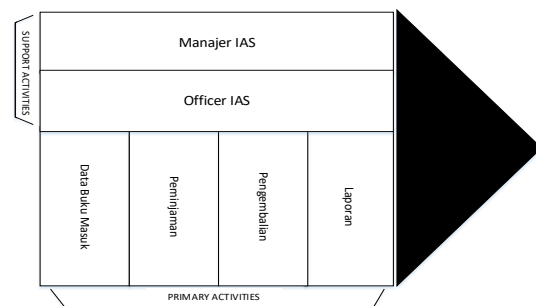 SUPPORT ACTIVITIES
Manajer IAS
Officer IAS
Data Buku Masuk
Peminjaman
Pengembalian
Laporan
PRIMARY ACTIVITIES